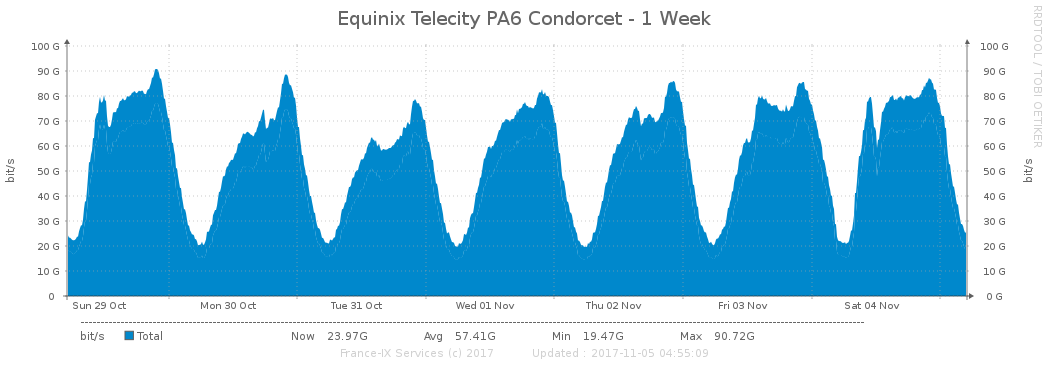 Equinix Telecity PA6 Condorcet - 1 Week
RRDTOOL / TOBI OETIKER
bit/s
100 G
90 G
80 G
70 G
60 G
50 G
40 G
30 G
20 G
10 G
0
100 G
90 G
80 G
70 G
60 G
50 G
40 G
30 G
20 G
10 G
0 G
bit/s
Sun 29 Oct Mon 30 Oct Tue 31 Oct Wed 01 Nov Thu 02 Nov Fri 03 Nov Sat 04 Nov
bit/s Total Now 23.97G Avg 57.41G Min 19.47G Max 90.72G
France-IX Services (c) 2017 Updated : 2017-11-05 04:55:09